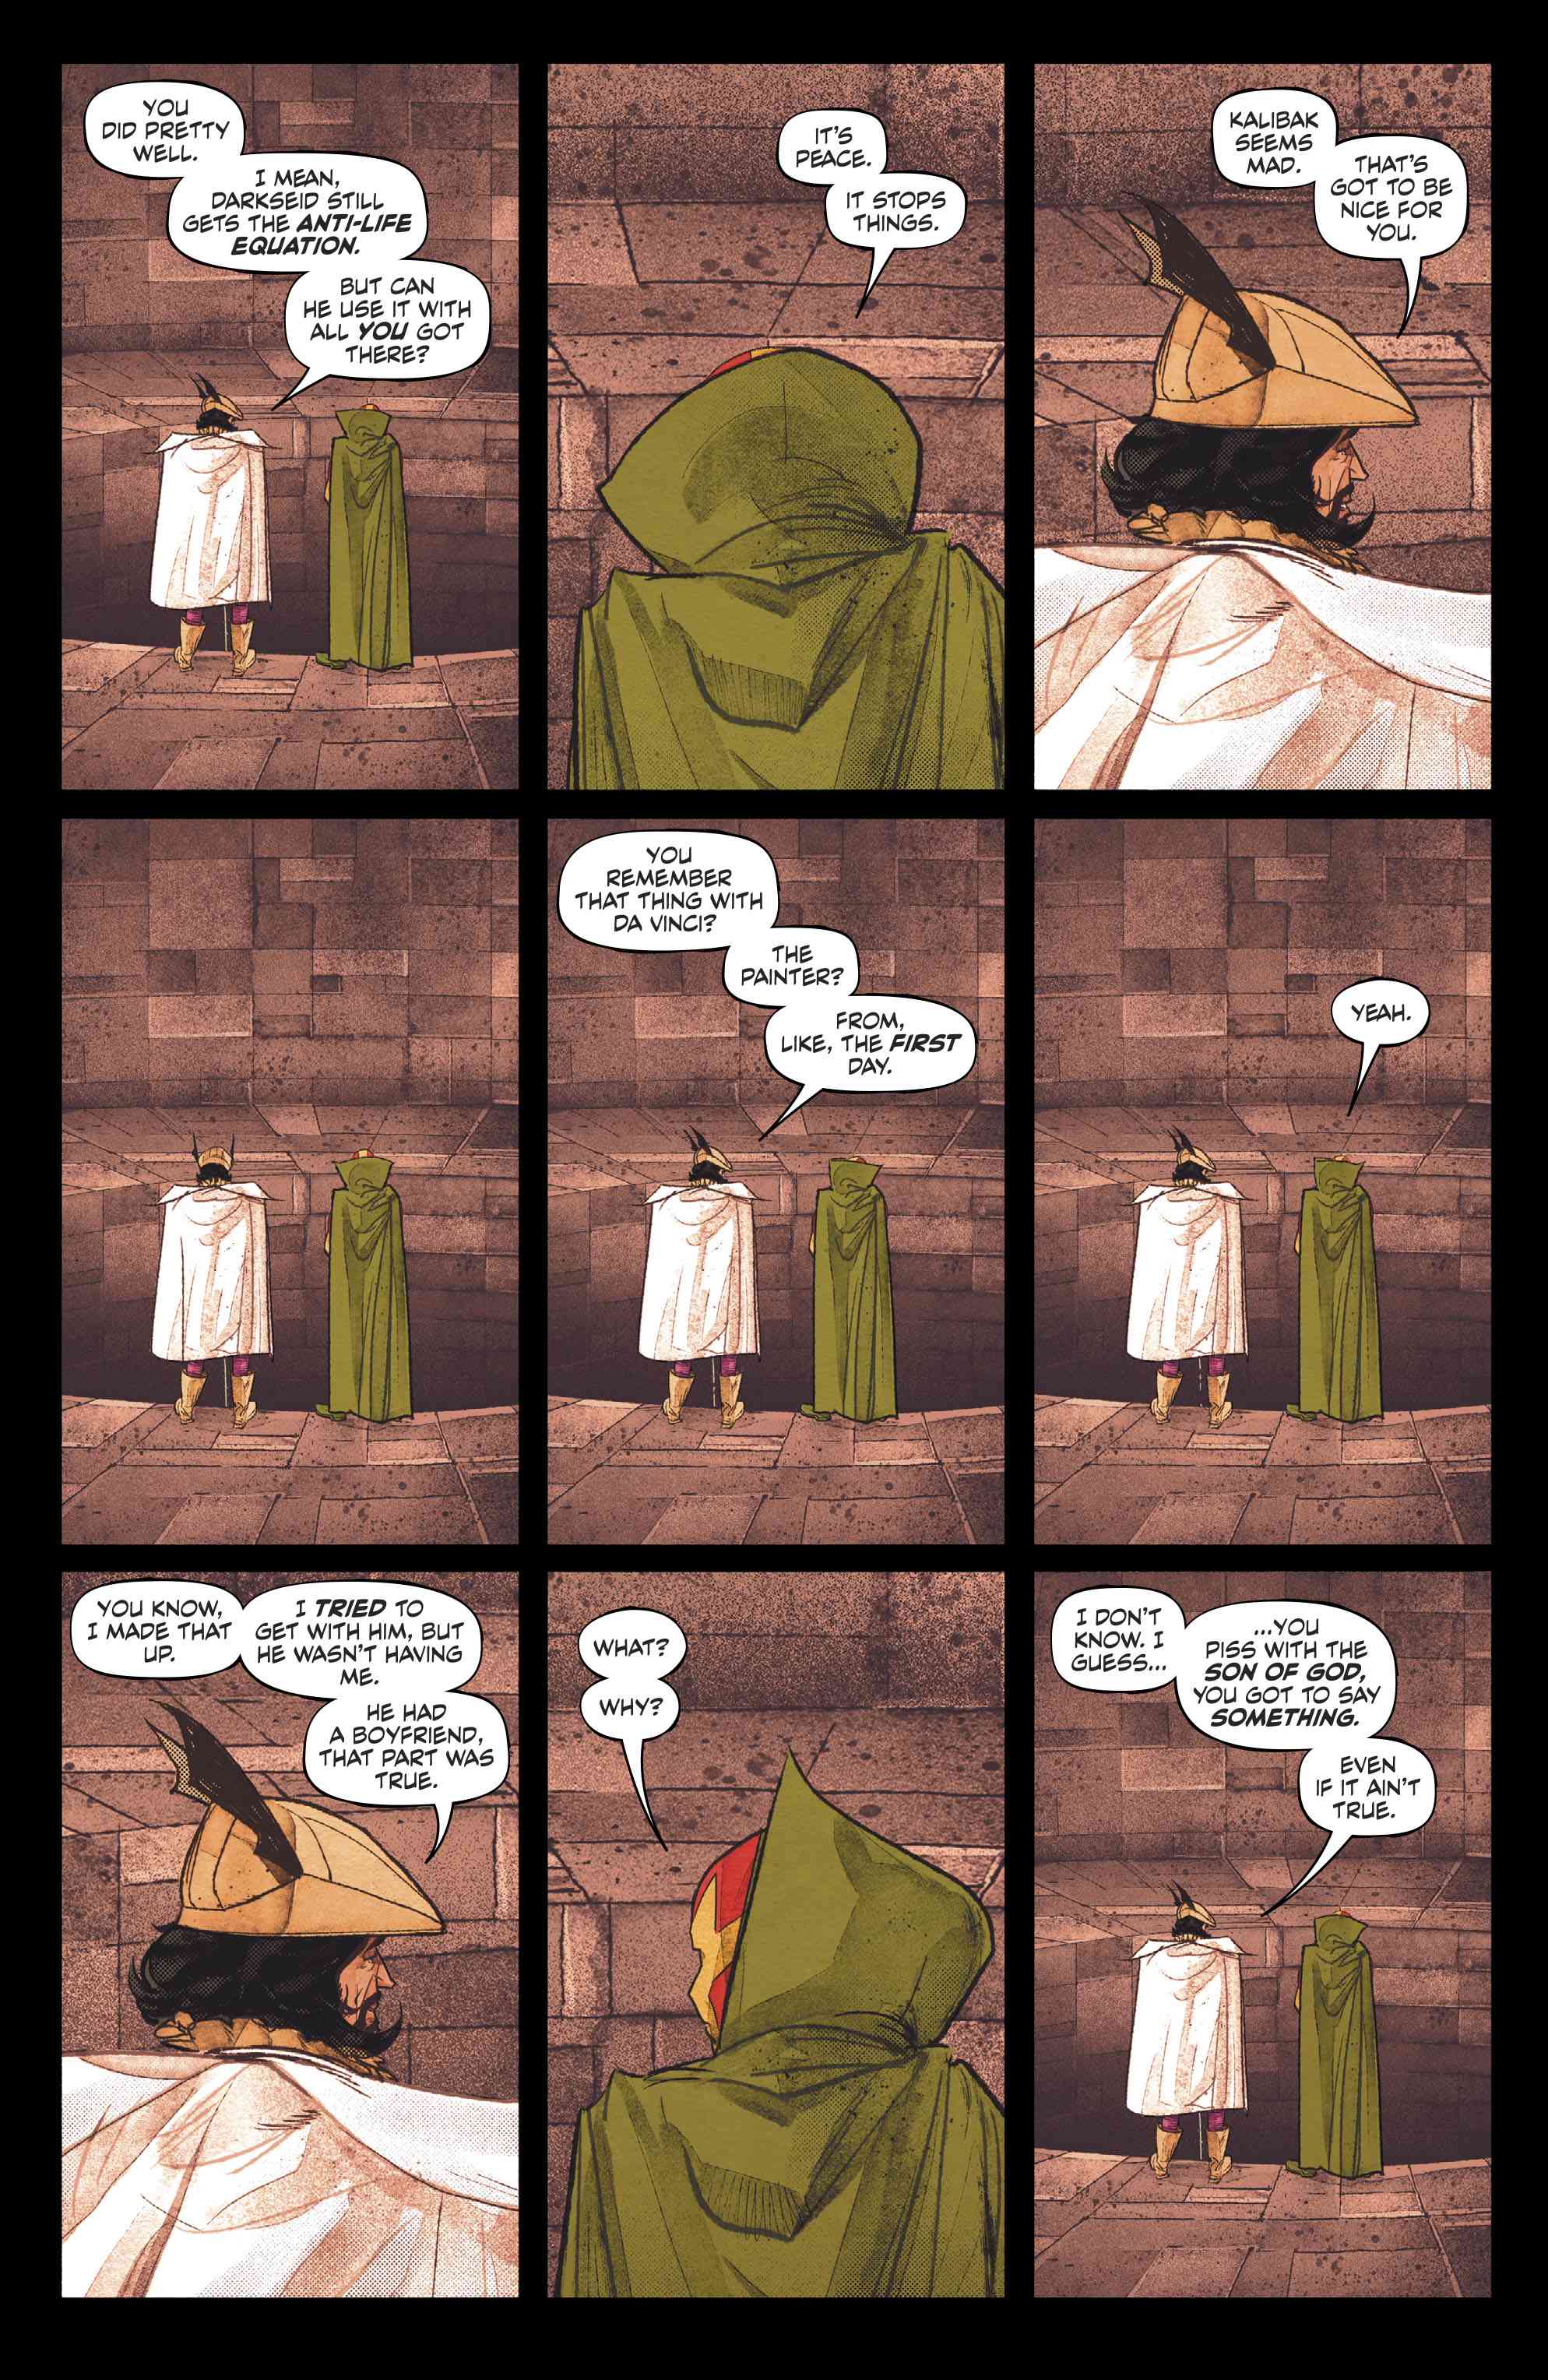 YOU
DID PRETTY
WELL.
I MEAN,
DARKSEID STILL
GETS THE ANTI-LIFE
EQUATION.
BUT CAN
HE USE IT WITH
ALL YOU GOT
THERE?
IT'S
PEACE.
IT STOPS
THINGS.
KALIBAK
SEEMS
MAD.
THAT'S
GOT TO BE
NICE FOR
YOU.
YOU
REMEMBER
THAT THING WITH
DA VINCI?
THE
PAINTER?
FROM,
LIKE, THE FIRST
DAY.
YEAH.
YOU KNOW,
I MADE THAT
UP.
I TRIED TO
GET WITH HIM, BUT
HE WASN'T HAVING
ME.
HE HAD
A BOYFRIEND,
THAT PART WAS
TRUE.
WHAT?
WHY?
I DON'T
KNOW. I
GUESS...
...YOU
PISS WITH THE
SON OF GOD,
YOU GOT TO SAY
SOMETHING.
EVEN
IF IT AIN'T
TRUE.